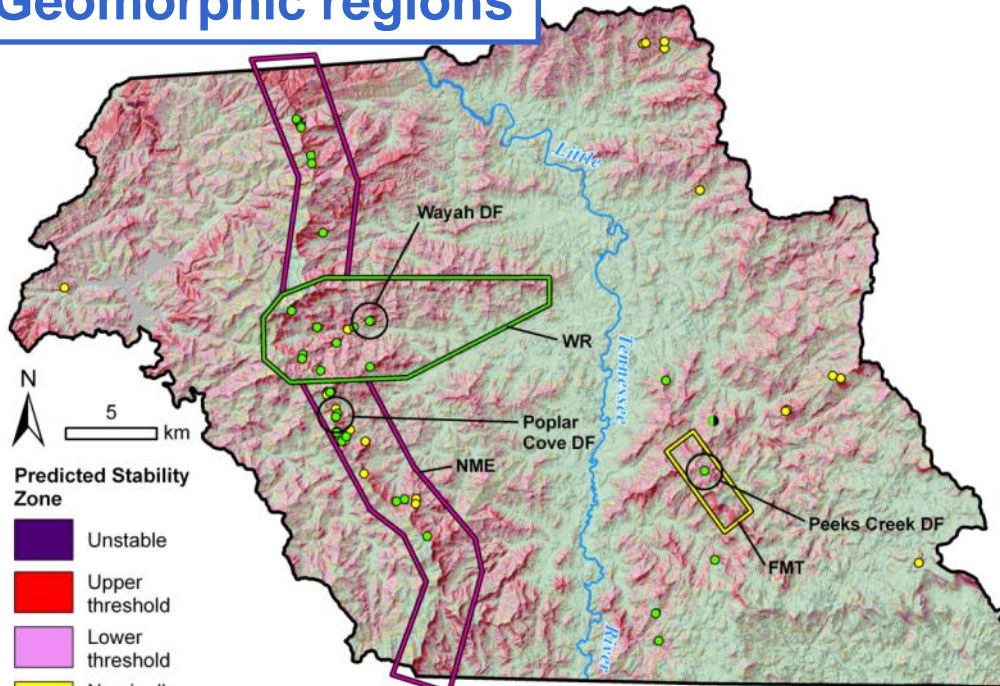 Geomorphic regions
Little
Wayah DF
WR
Tennessee
N
5
km
Poplar
Cove DF
NME
Predicted Stability
Zone
Peeks Creek DF
Unstable
FMT
Upper
threshold
Lower
threshold
River